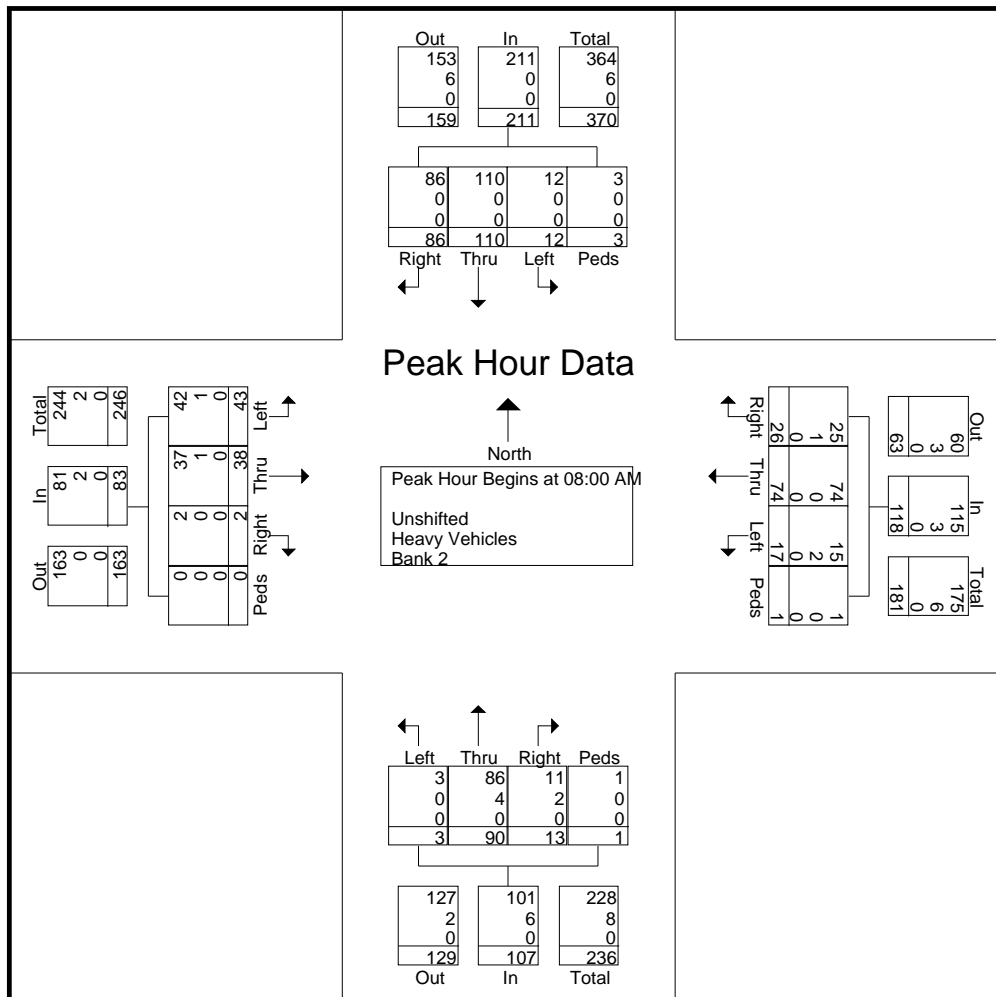 Out In Total
153 211 364
6 0 6
0 0 0
159 211 370
86 110 12 3
0 0 0 0
0 0 0 0
86 110 12 3
Right Thru Left Peds
Peak Hour Data
North
Peak Hour Begins at 08:00 AM
Unshifted
Heavy Vehicles
Bank 2
Total
244 2 0 246
In
81 2 0 83
Out
163 0 0 163
42 1 0 43
Left
37 1 0 38
Thru
2 0 0 2
Right
0 0 0 0
Peds
Right
25 1 0 26
Thru
74 0 0 74
Left
15 2 0 17
Peds
1 0 0 1
Out
60 3 0 63
In
115 3 0 118
Total
175 6 0 181
Left Thru Right Peds
3 86 11 1
0 4 2 0
0 0 0 0
3 90 13 1
127 101 228
2 6 8
0 0 0
129 107 236
Out In Total